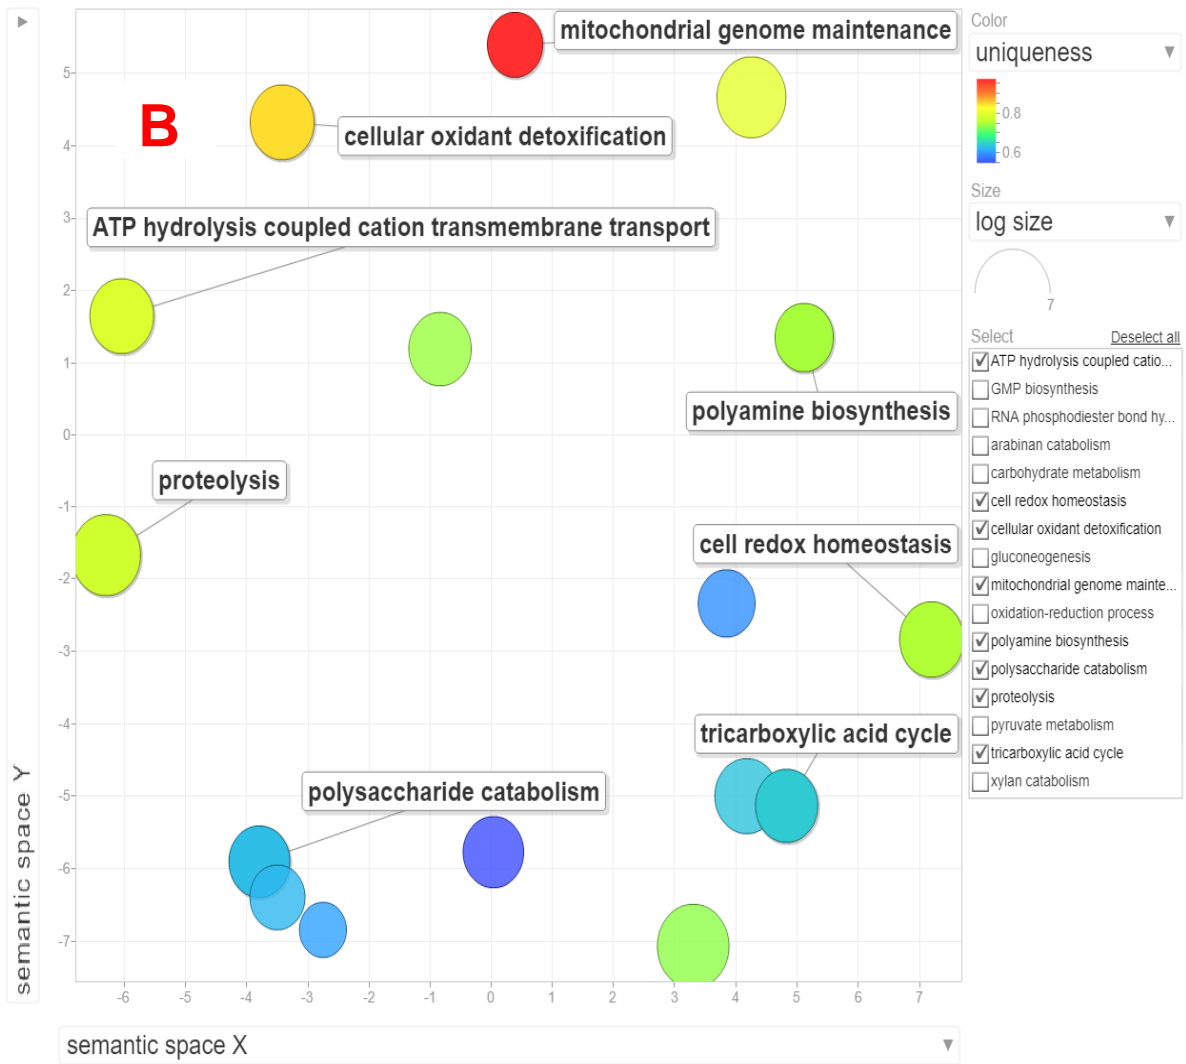 B
mitochondrial genome maintenance
cellular oxidant detoxification
ATP hydrolysis coupled cation transmembrane transport
polyamine biosynthesis
proteolysis
cell redox homeostasis
tricarboxylic acid cycle
polysaccharide catabolism
5
4
3
2
1
0
-1
-2
-3
-4
-5
-6
-7
-6 -5 -4 -3 -2 -1 0 1 2 3 4 5 6 7
semantic space Y
semantic space X
Color
uniqueness
0.8
0.6
Size
log size
7
Select Deselect all
ATP hydrolysis coupled catio...
GMP biosynthesis
RNA phosphodiester bond hy...
arabinan catabolism
carbohydrate metabolism
cell redox homeostasis
cellular oxidant detoxification
gluconeogenesis
mitochondrial genome mainte...
oxidation-reduction process
polyamine biosynthesis
polysaccharide catabolism
proteolysis
pyruvate metabolism
tricarboxylic acid cycle
xylan catabolism